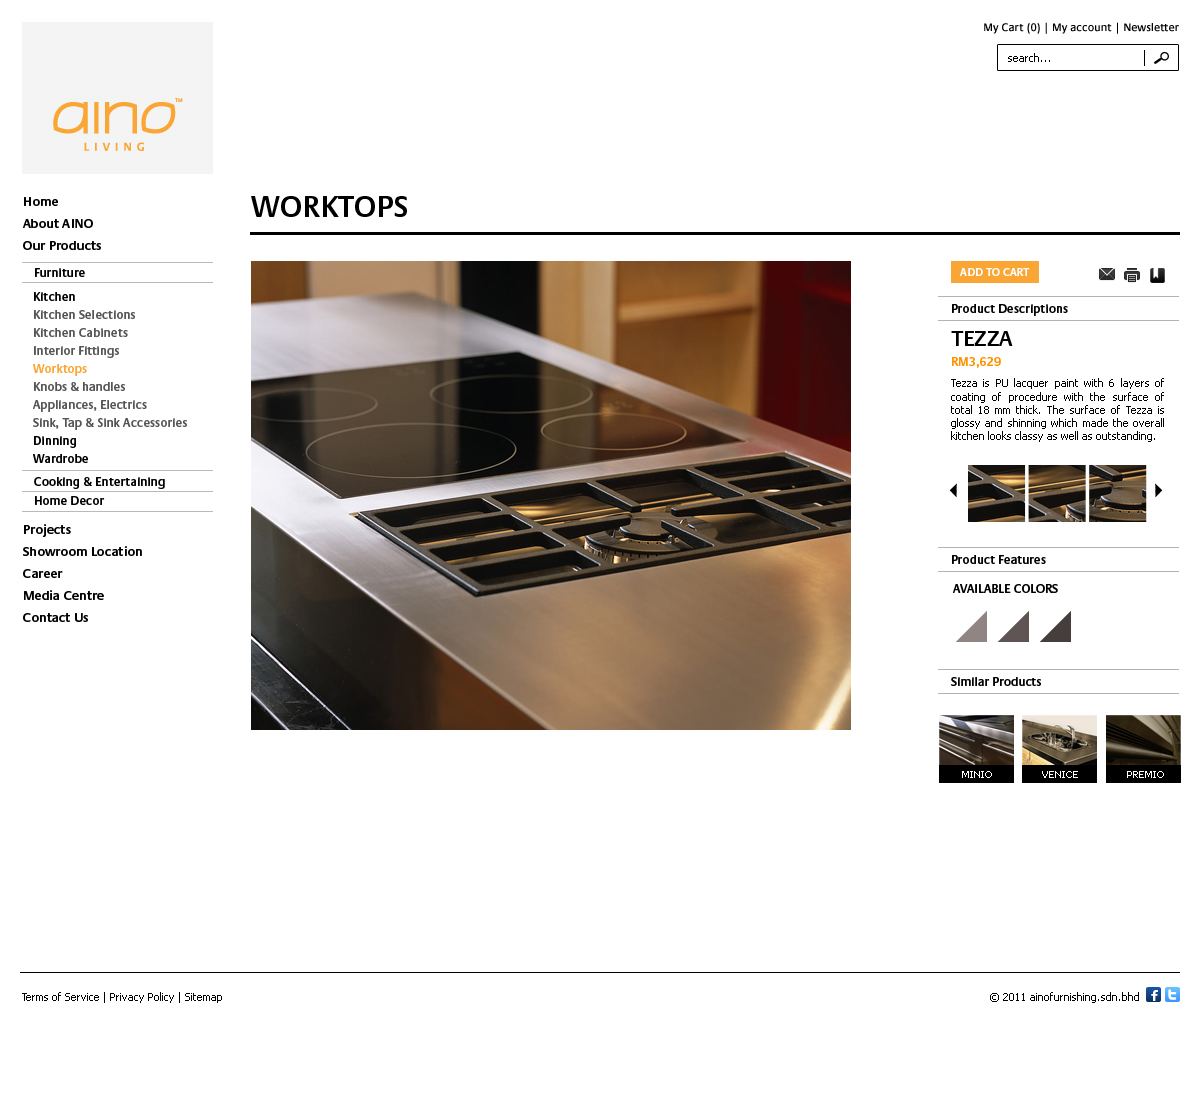 My Cart (0) | My account | Newsletter
search...
aino™
LIVING
Home
About AINO
Our Products
Furniture
Kitchen
Kitchen Selections
Kitchen Cabinets
Interior Fittings
Worktops
Knobs & handles
Appliances, Electrics
Sink, Tap & Sink Accessories
Dinning
Wardrobe
Cooking & Entertaining
Home Decor
Projects
Showroom Location
Career
Media Centre
Contact Us
WORKTOPS
ADD TO CART
Product Descriptions
TEZZA
RM3,629
Tezza is PU lacquer paint with 6 layers of
coating of procedure with the surface of
total 18 mm thick. The surface of Tezza is
glossy and shinning which made the overall
kitchen looks classy as well as outstanding.
Product Features
AVAILABLE COLORS
Similar Products
MINIO
VENICE
PREMIO
Terms of Service | Privacy Policy | Sitemap
© 2011 ainofurnishing.sdn.bhd